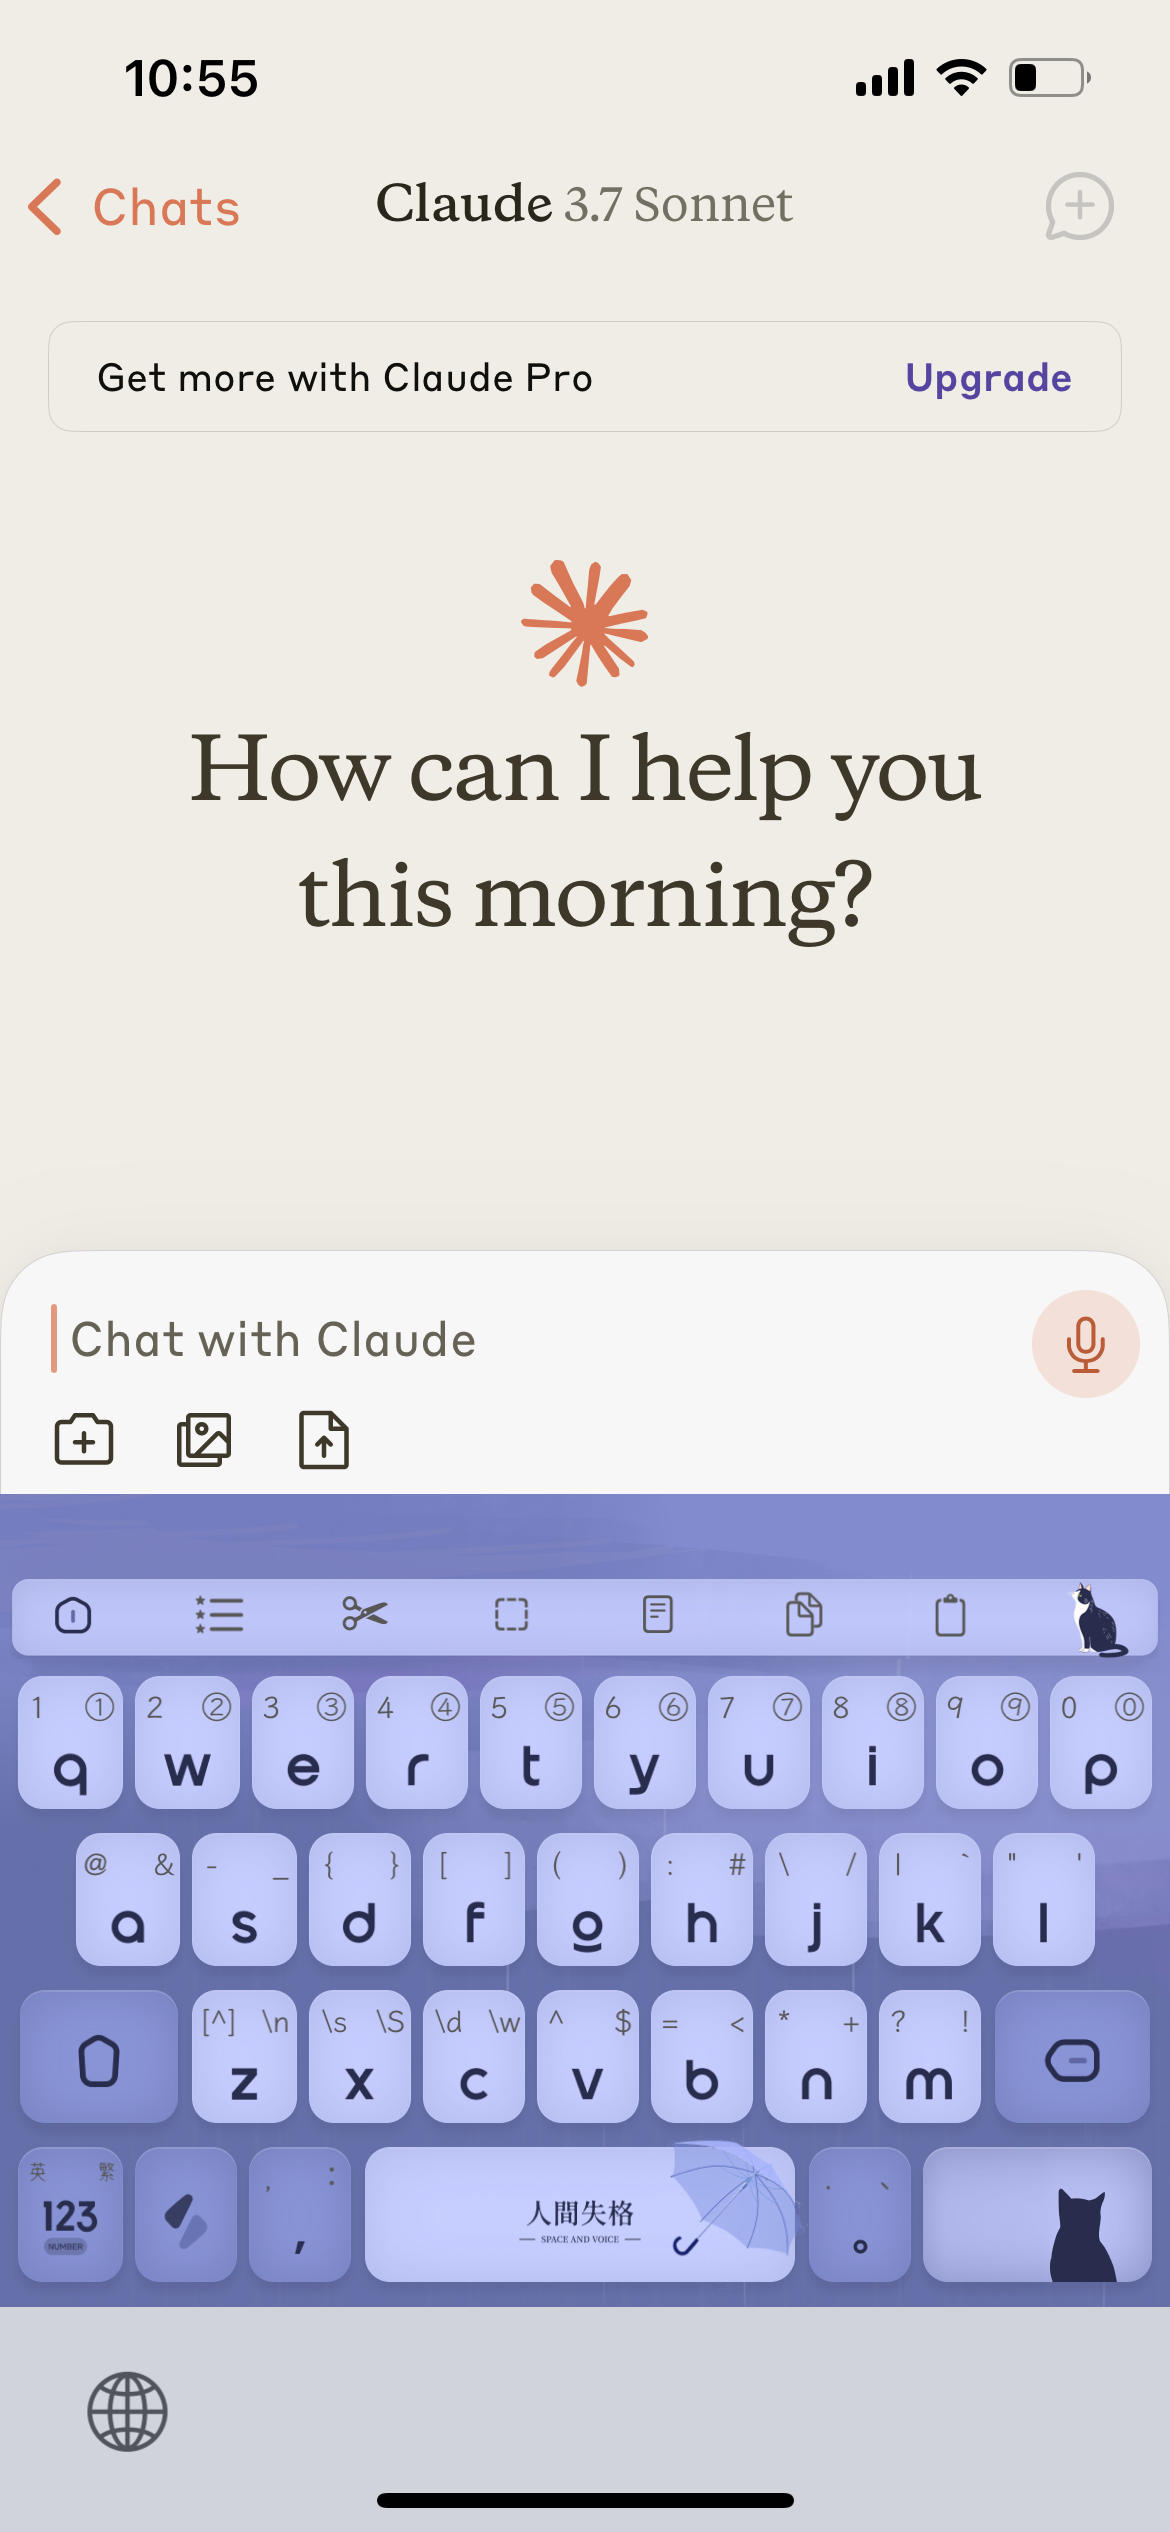 10:55
Chats
Claude 3.7 Sonnet
Get more with Claude Pro
Upgrade
How can I help you
this morning?
Chat with Claude
1 ① 2 ② 3 ③ 4 ④ 5 ⑤ 6 ⑥ 7 ⑦ 8 ⑧ 9 ⑨ 0 ⓪
q w e r t y u i o p
@ & - _ { } [ ] ( ) : # \ / | ` " '
a s d f g h j k l
[^] \n \s \S \d \w ^ $ = < * + ? !
z x c v b n m
英 繁 , : . 、
123 , 人間失格 。
NUMBER SPACE AND VOICE